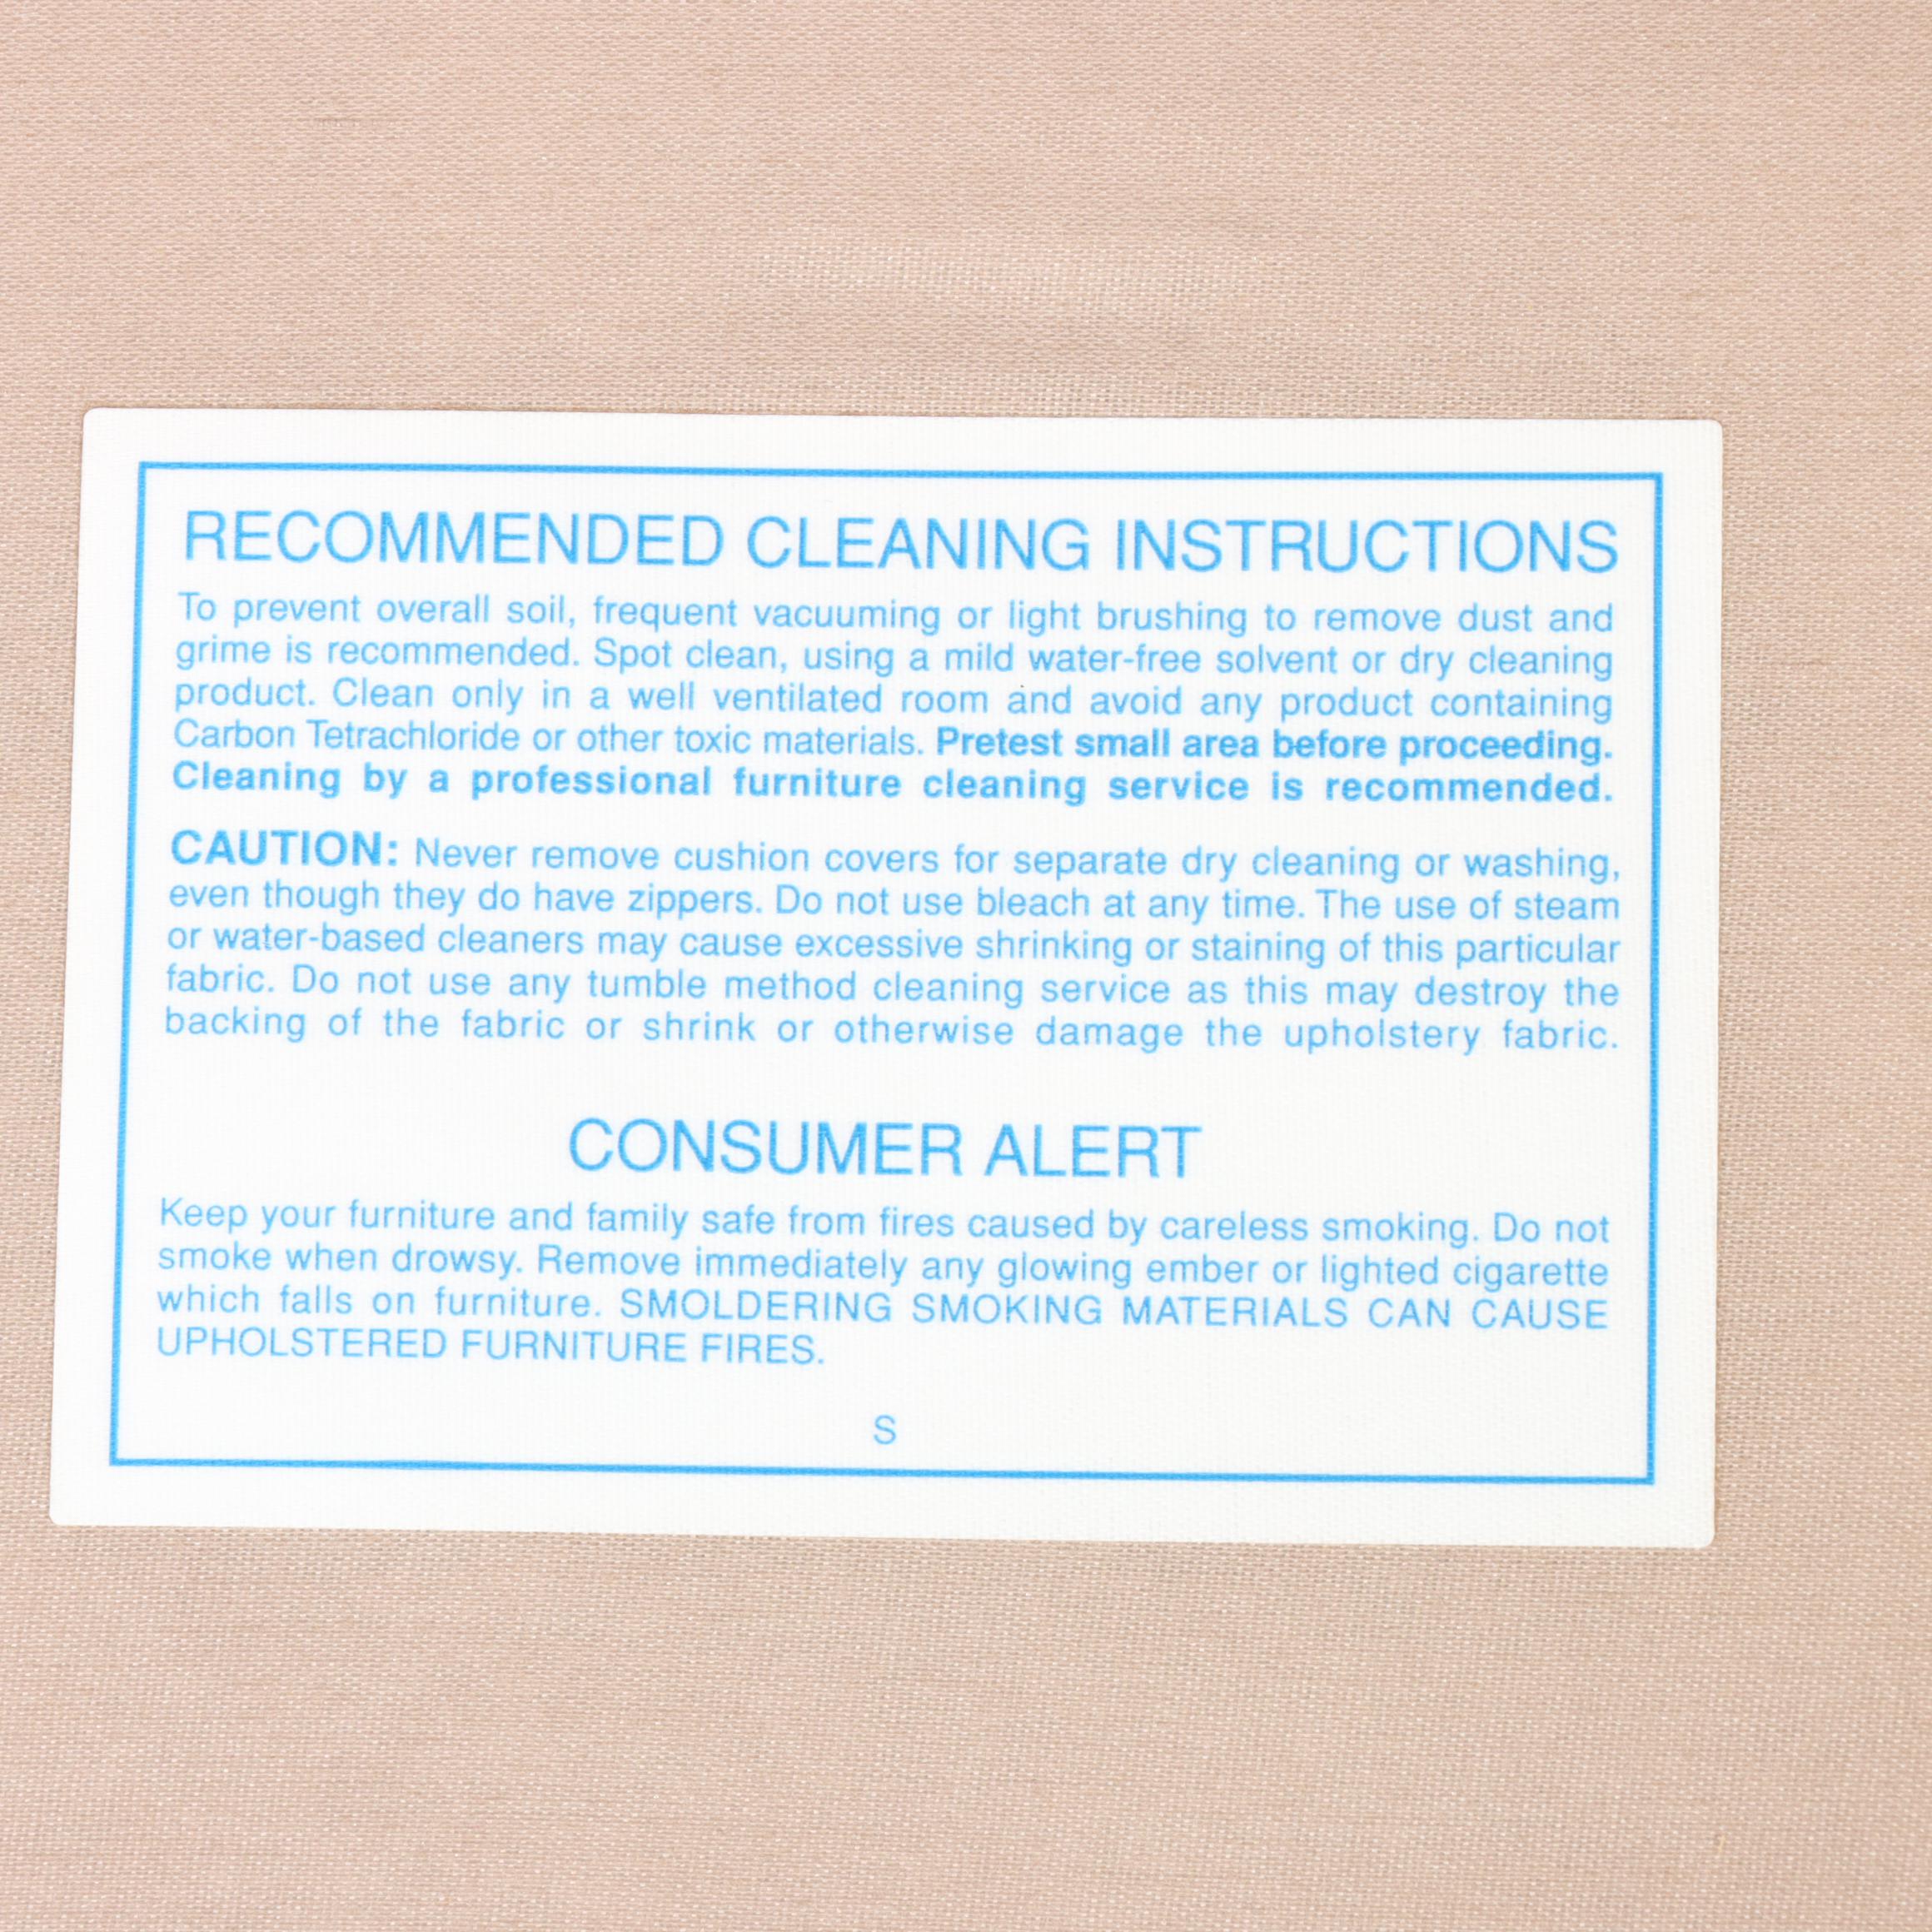 RECOMMENDED CLEANING INSTRUCTIONS
To prevent overall soil, frequent vacuuming or light brushing to remove dust and
grime is recommended. Spot clean, using a mild water-free solvent or dry cleaning
product. Clean only in a well ventilated room and avoid any product containing
Carbon Tetrachloride or other toxic materials. Pretest small area before proceeding.
Cleaning by a professional furniture cleaning service is recommended.
CAUTION: Never remove cushion covers for separate dry cleaning or washing,
even though they do have zippers. Do not use bleach at any time. The use of steam
or water-based cleaners may cause excessive shrinking or staining of this particular
fabric. Do not use any tumble method cleaning service as this may destroy the
backing of the fabric or shrink or otherwise damage the upholstery fabric.
CONSUMER ALERT
Keep your furniture and family safe from fires caused by careless smoking. Do not
smoke when drowsy. Remove immediately any glowing ember or lighted cigarette
which falls on furniture. SMOLDERING SMOKING MATERIALS CAN CAUSE
UPHOLSTERED FURNITURE FIRES.
S